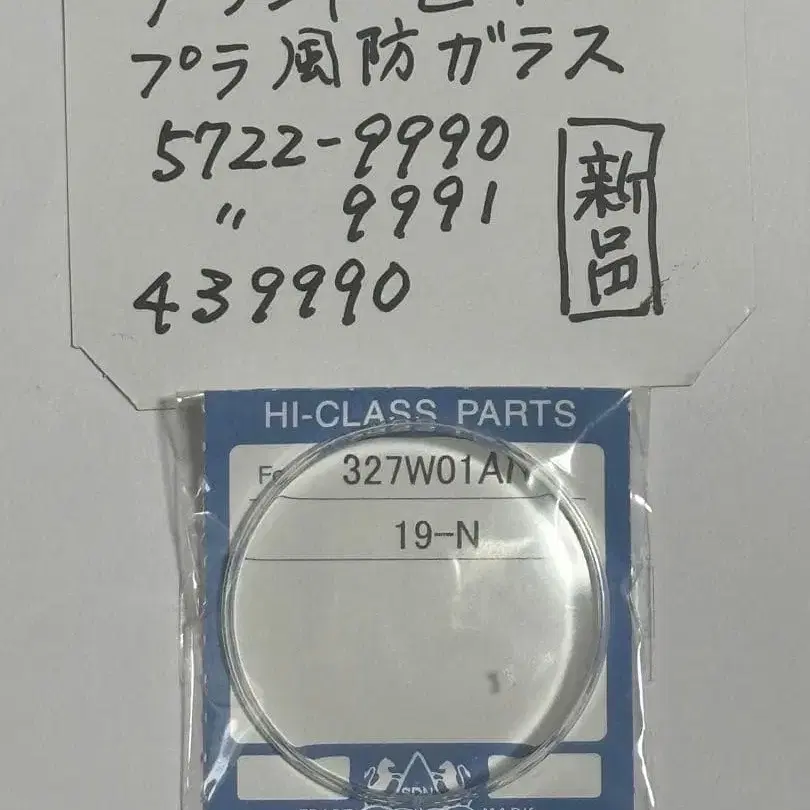 プラ風防ガラス
5722-9990
〃 9991
439990
新品
HI-CLASS PARTS
327W01AN
19-N